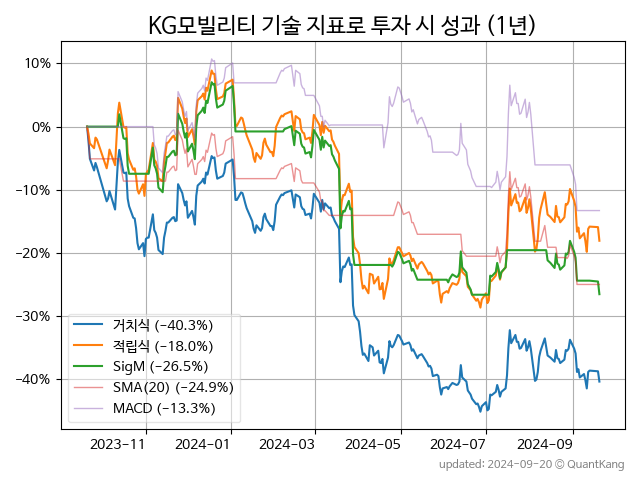 KG모빌리티 기술 지표로 투자 시 성과 (1년)
10%
0%
−10%
−20%
−30%
−40%
거치식 (−40.3%)
적립식 (−18.0%)
SigM (−26.5%)
SMA(20) (−24.9%)
MACD (−13.3%)
2023-11 2024-01 2024-03 2024-05 2024-07 2024-09
updated: 2024-09-20 © QuantKang